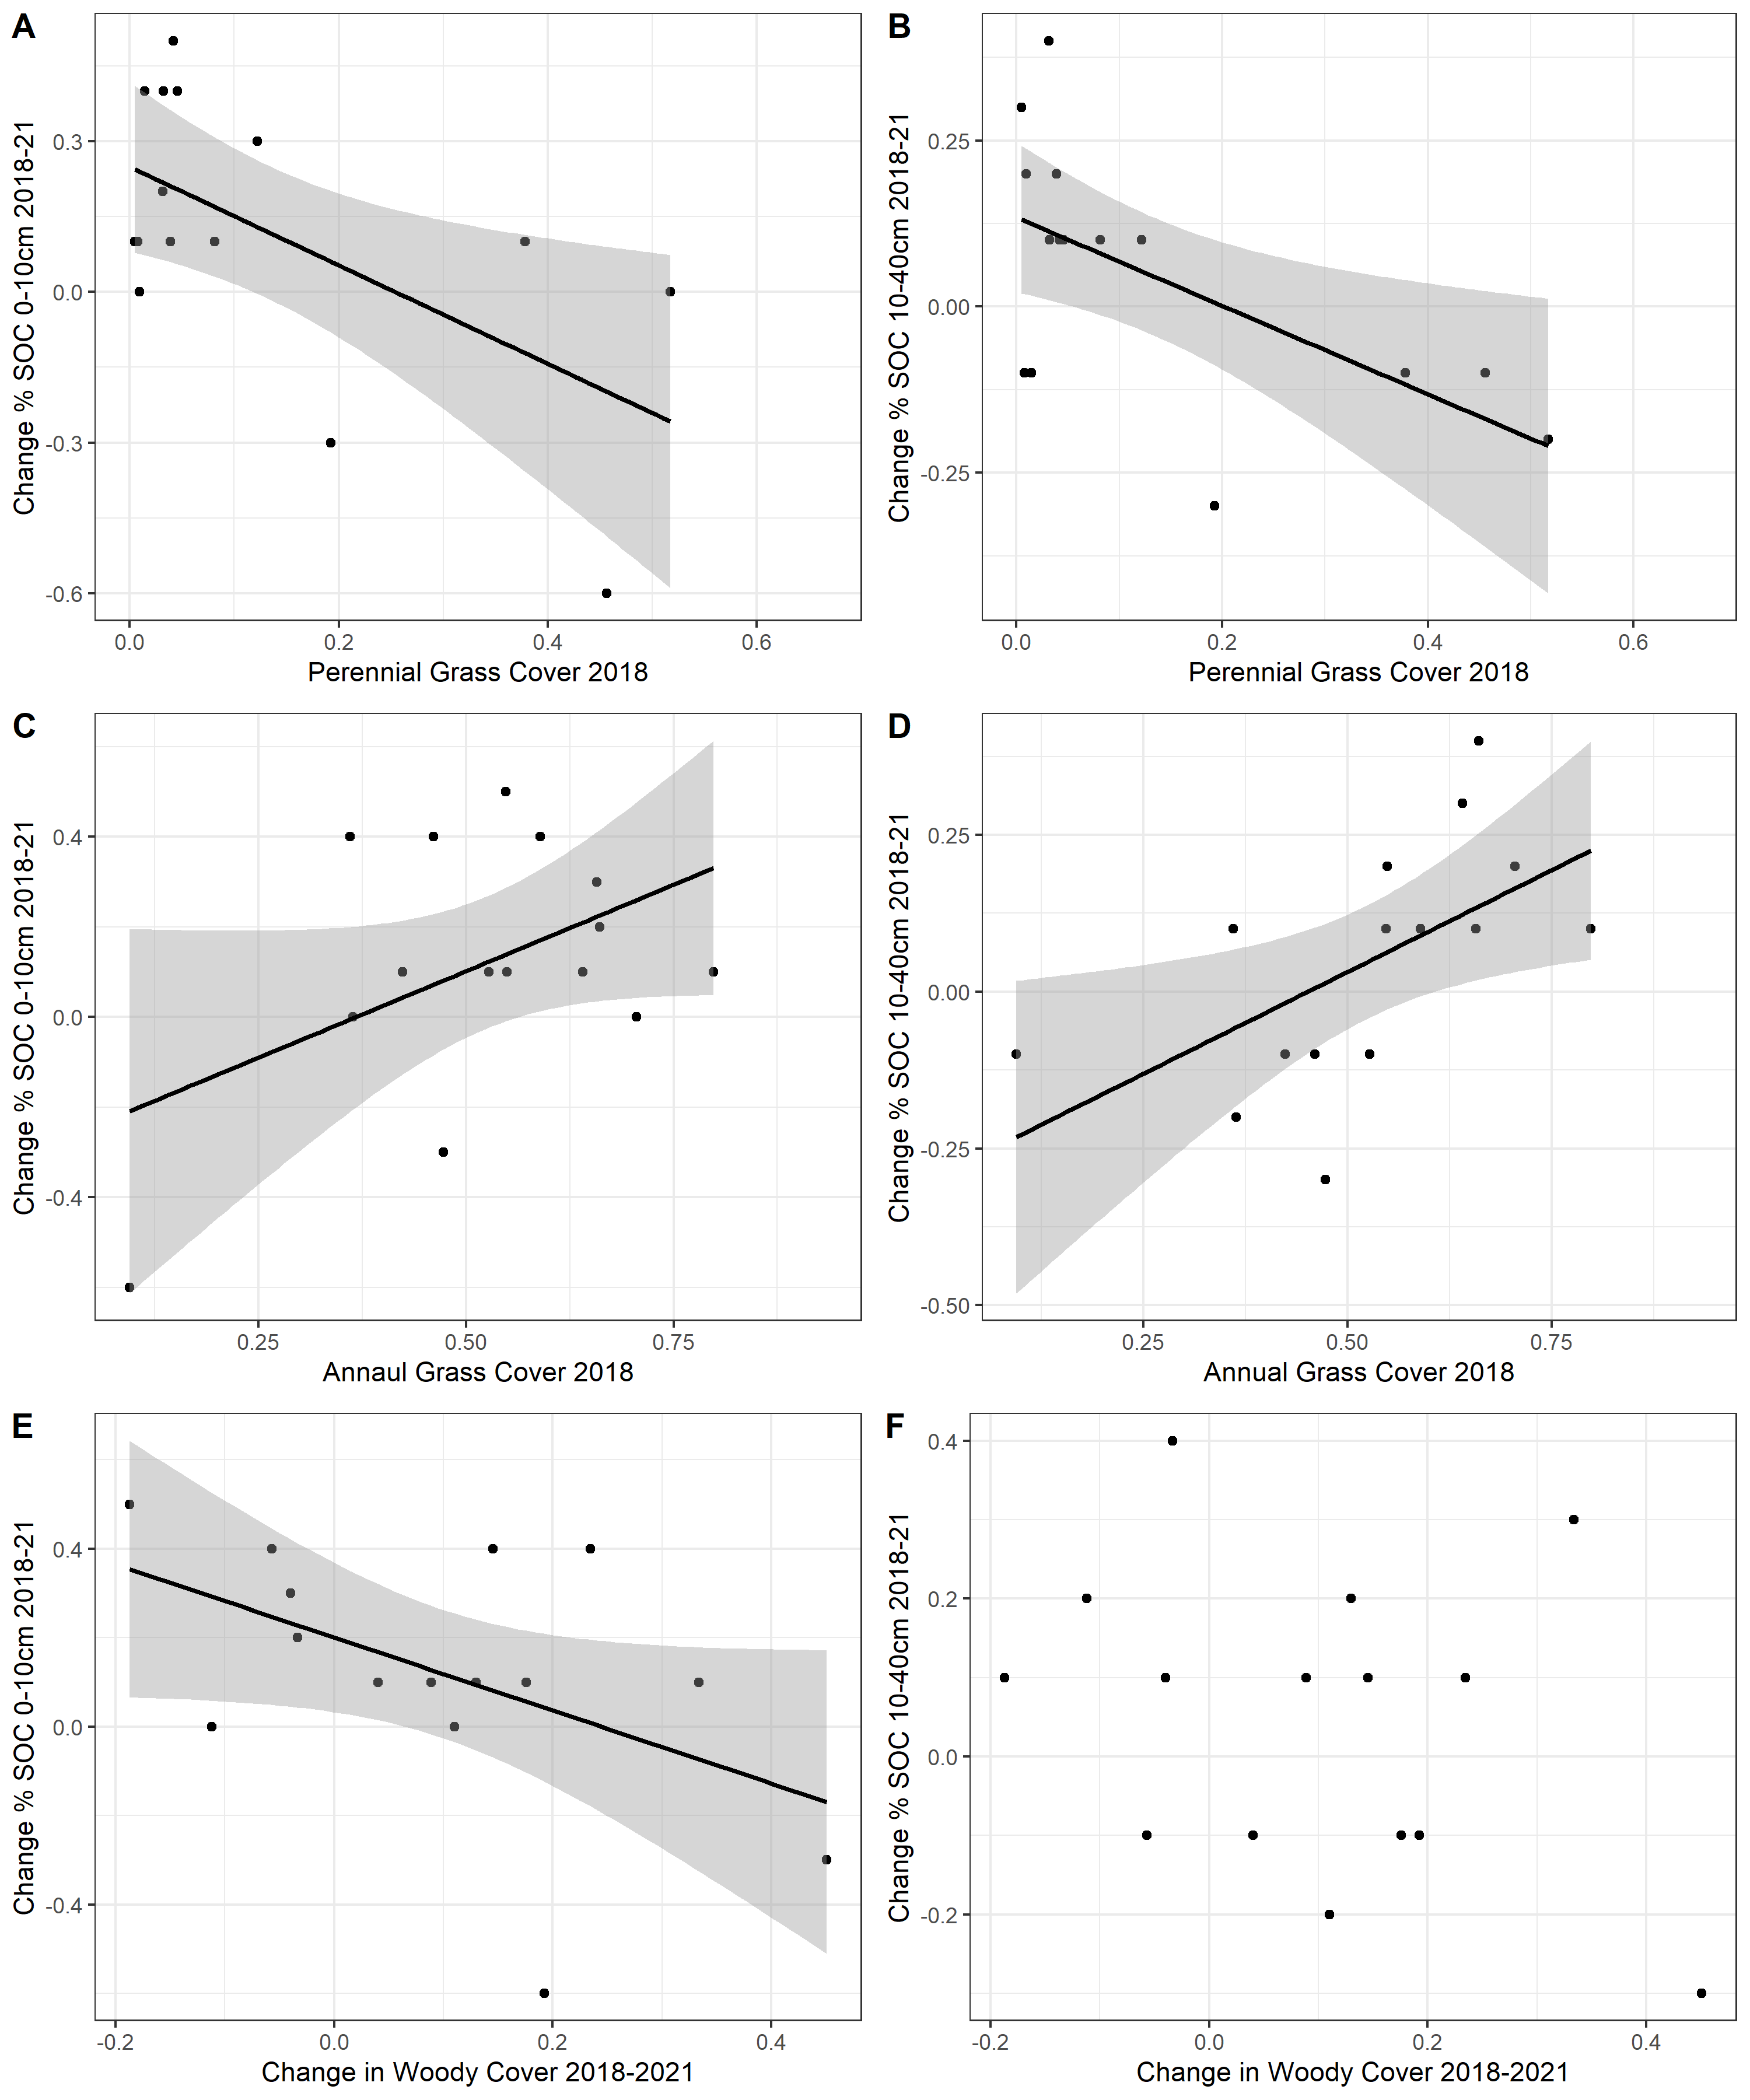 A
Change % SOC 0-10cm 2018-21
0.3
0.0
-0.3
-0.6
0.0 0.2 0.4 0.6
Perennial Grass Cover 2018
B
Change % SOC 10-40cm 2018-21
0.25
0.00
-0.25
0.0 0.2 0.4 0.6
Perennial Grass Cover 2018
C
Change % SOC 0-10cm 2018-21
0.4
0.0
-0.4
0.25 0.50 0.75
Annaul Grass Cover 2018
D
Change % SOC 10-40cm 2018-21
0.25
0.00
-0.25
-0.50
0.25 0.50 0.75
Annual Grass Cover 2018
E
Change % SOC 0-10cm 2018-21
0.4
0.0
-0.4
-0.2 0.0 0.2 0.4
Change in Woody Cover 2018-2021
F
Change % SOC 10-40cm 2018-21
0.4
0.2
0.0
-0.2
-0.2 0.0 0.2 0.4
Change in Woody Cover 2018-2021